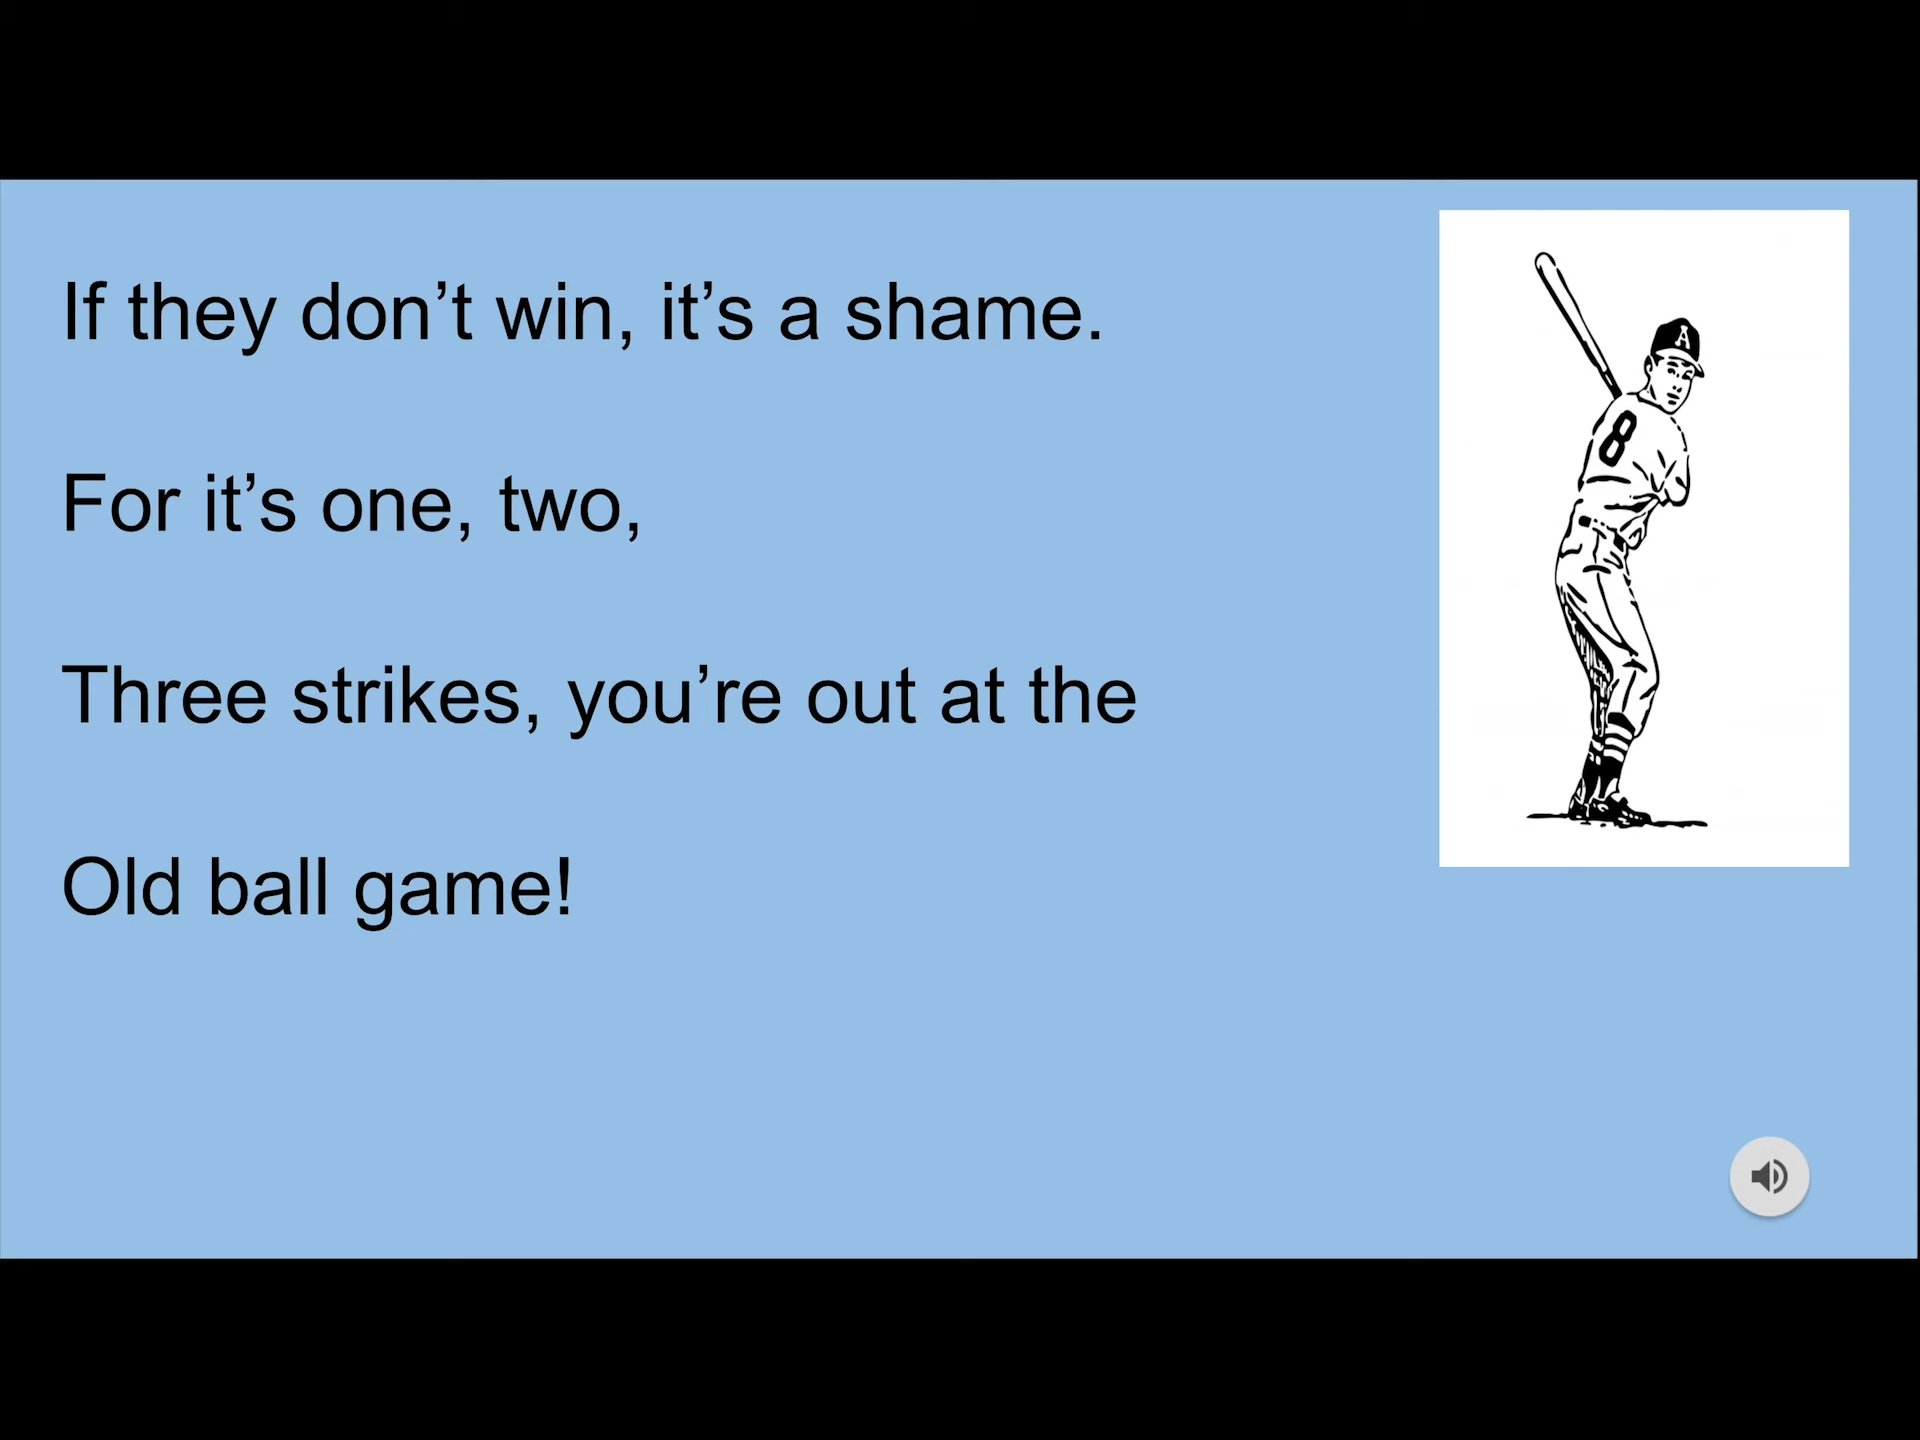 If they don’t win, it’s a shame.
For it’s one, two,
Three strikes, you’re out at the
Old ball game!
A
8